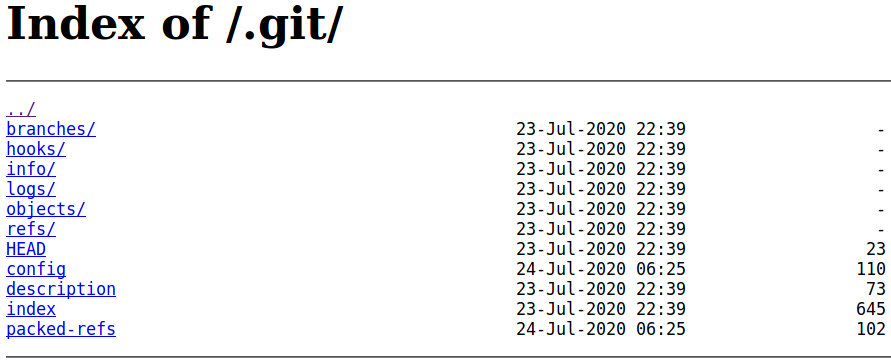 Index of /.git/
../
branches/ 23-Jul-2020 22:39 -
hooks/ 23-Jul-2020 22:39 -
info/ 23-Jul-2020 22:39 -
logs/ 23-Jul-2020 22:39 -
objects/ 23-Jul-2020 22:39 -
refs/ 23-Jul-2020 22:39 -
HEAD 23-Jul-2020 22:39 23
config 24-Jul-2020 06:25 110
description 23-Jul-2020 22:39 73
index 23-Jul-2020 22:39 645
packed-refs 24-Jul-2020 06:25 102